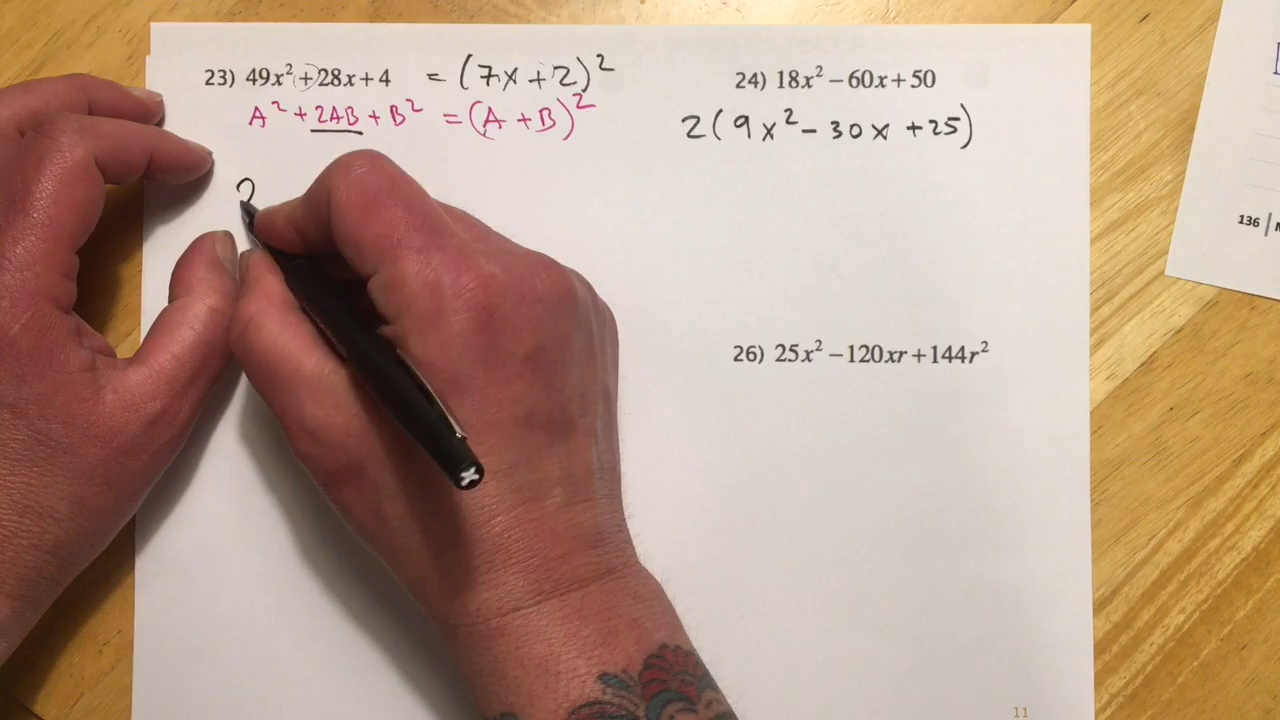 23) 49x² + 28x + 4 = (7x + 2)²
A² + 2AB + B² = (A + B)²
2
24) 18x² − 60x + 50
2(9x² − 30x + 25)
26) 25x² − 120xr + 144r²
136 |
11